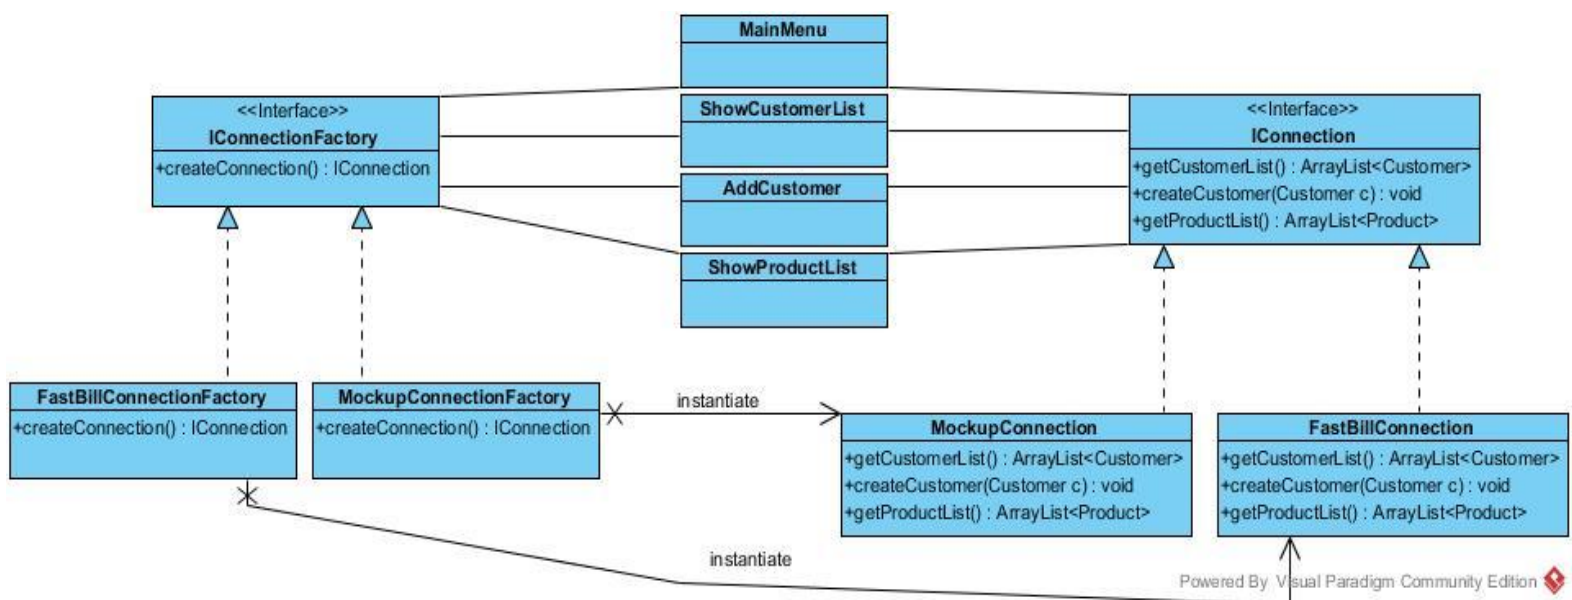 MainMenu
<<Interface>>
IConnectionFactory
+createConnection() : IConnection
ShowCustomerList
AddCustomer
ShowProductList
<<Interface>>
IConnection
+getCustomerList() : ArrayList<Customer>
+createCustomer(Customer c) : void
+getProductList() : ArrayList<Product>
FastBillConnectionFactory
+createConnection() : IConnection
MockupConnectionFactory
+createConnection() : IConnection
instantiate
MockupConnection
+getCustomerList() : ArrayList<Customer>
+createCustomer(Customer c) : void
+getProductList() : ArrayList<Product>
FastBillConnection
+getCustomerList() : ArrayList<Customer>
+createCustomer(Customer c) : void
+getProductList() : ArrayList<Product>
instantiate
Powered By Visual Paradigm Community Edition